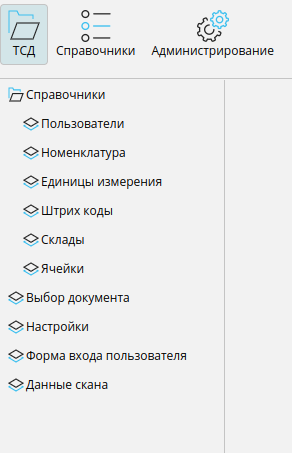 ТСД
Справочники
Администрирование
Справочники
Пользователи
Номенклатура
Единицы измерения
Штрих коды
Склады
Ячейки
Выбор документа
Настройки
Форма входа пользователя
Данные скана